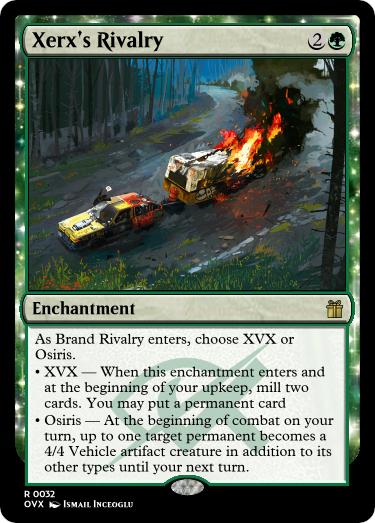 Xerx's Rivalry 2
Enchantment
As Brand Rivalry enters, choose XVX or
Osiris.
• XVX — When this enchantment enters and
at the beginning of your upkeep, mill two
cards. You may put a permanent card
• Osiris — At the beginning of combat on your
turn, up to one target permanent becomes a
4/4 Vehicle artifact creature in addition to its
other types until your next turn.
R 0032
OVX Ismail Inceoglu